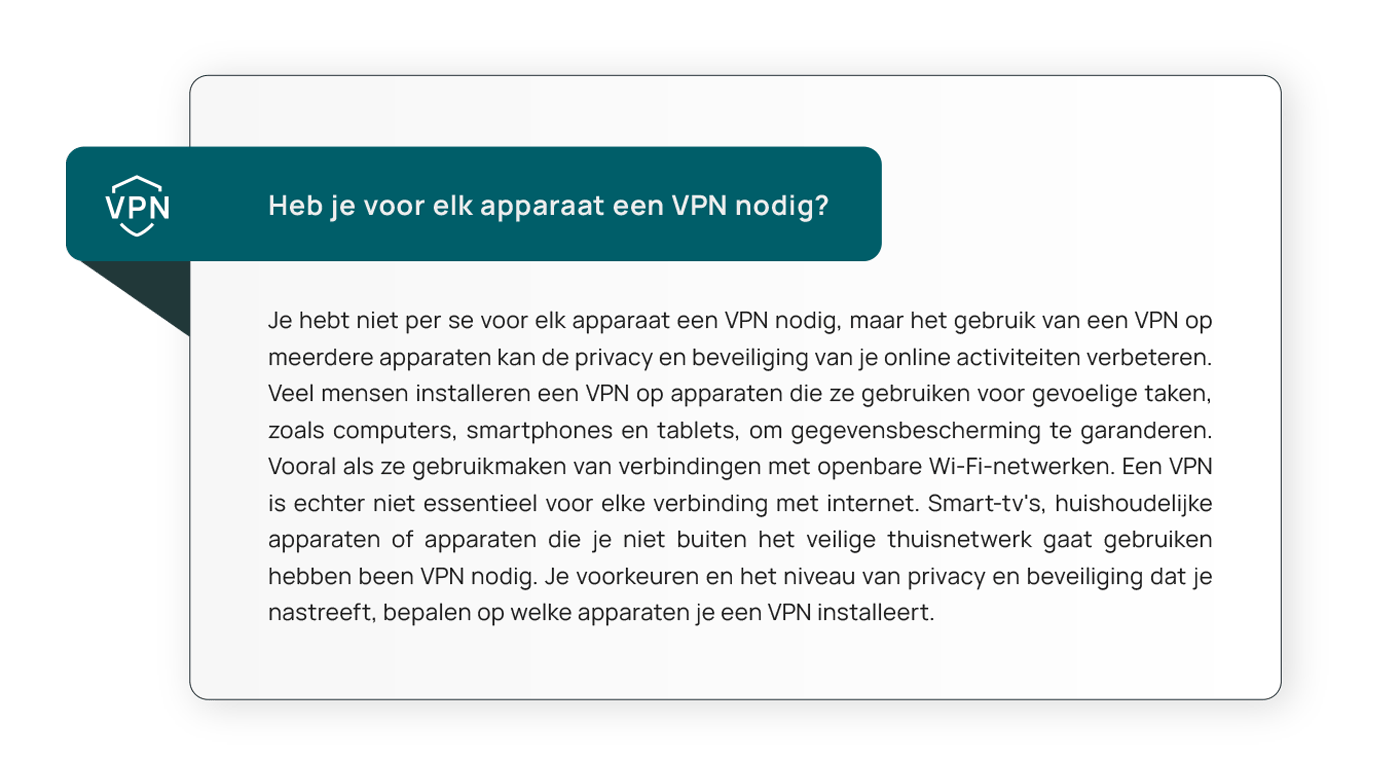 VPN
Heb je voor elk apparaat een VPN nodig?
Je hebt niet per se voor elk apparaat een VPN nodig, maar het gebruik van een VPN op
meerdere apparaten kan de privacy en beveiliging van je online activiteiten verbeteren.
Veel mensen installeren een VPN op apparaten die ze gebruiken voor gevoelige taken,
zoals computers, smartphones en tablets, om gegevensbescherming te garanderen.
Vooral als ze gebruikmaken van verbindingen met openbare Wi-Fi-netwerken. Een VPN
is echter niet essentieel voor elke verbinding met internet. Smart-tv's, huishoudelijke
apparaten of apparaten die je niet buiten het veilige thuisnetwerk gaat gebruiken
hebben been VPN nodig. Je voorkeuren en het niveau van privacy en beveiliging dat je
nastreeft, bepalen op welke apparaten je een VPN installeert.